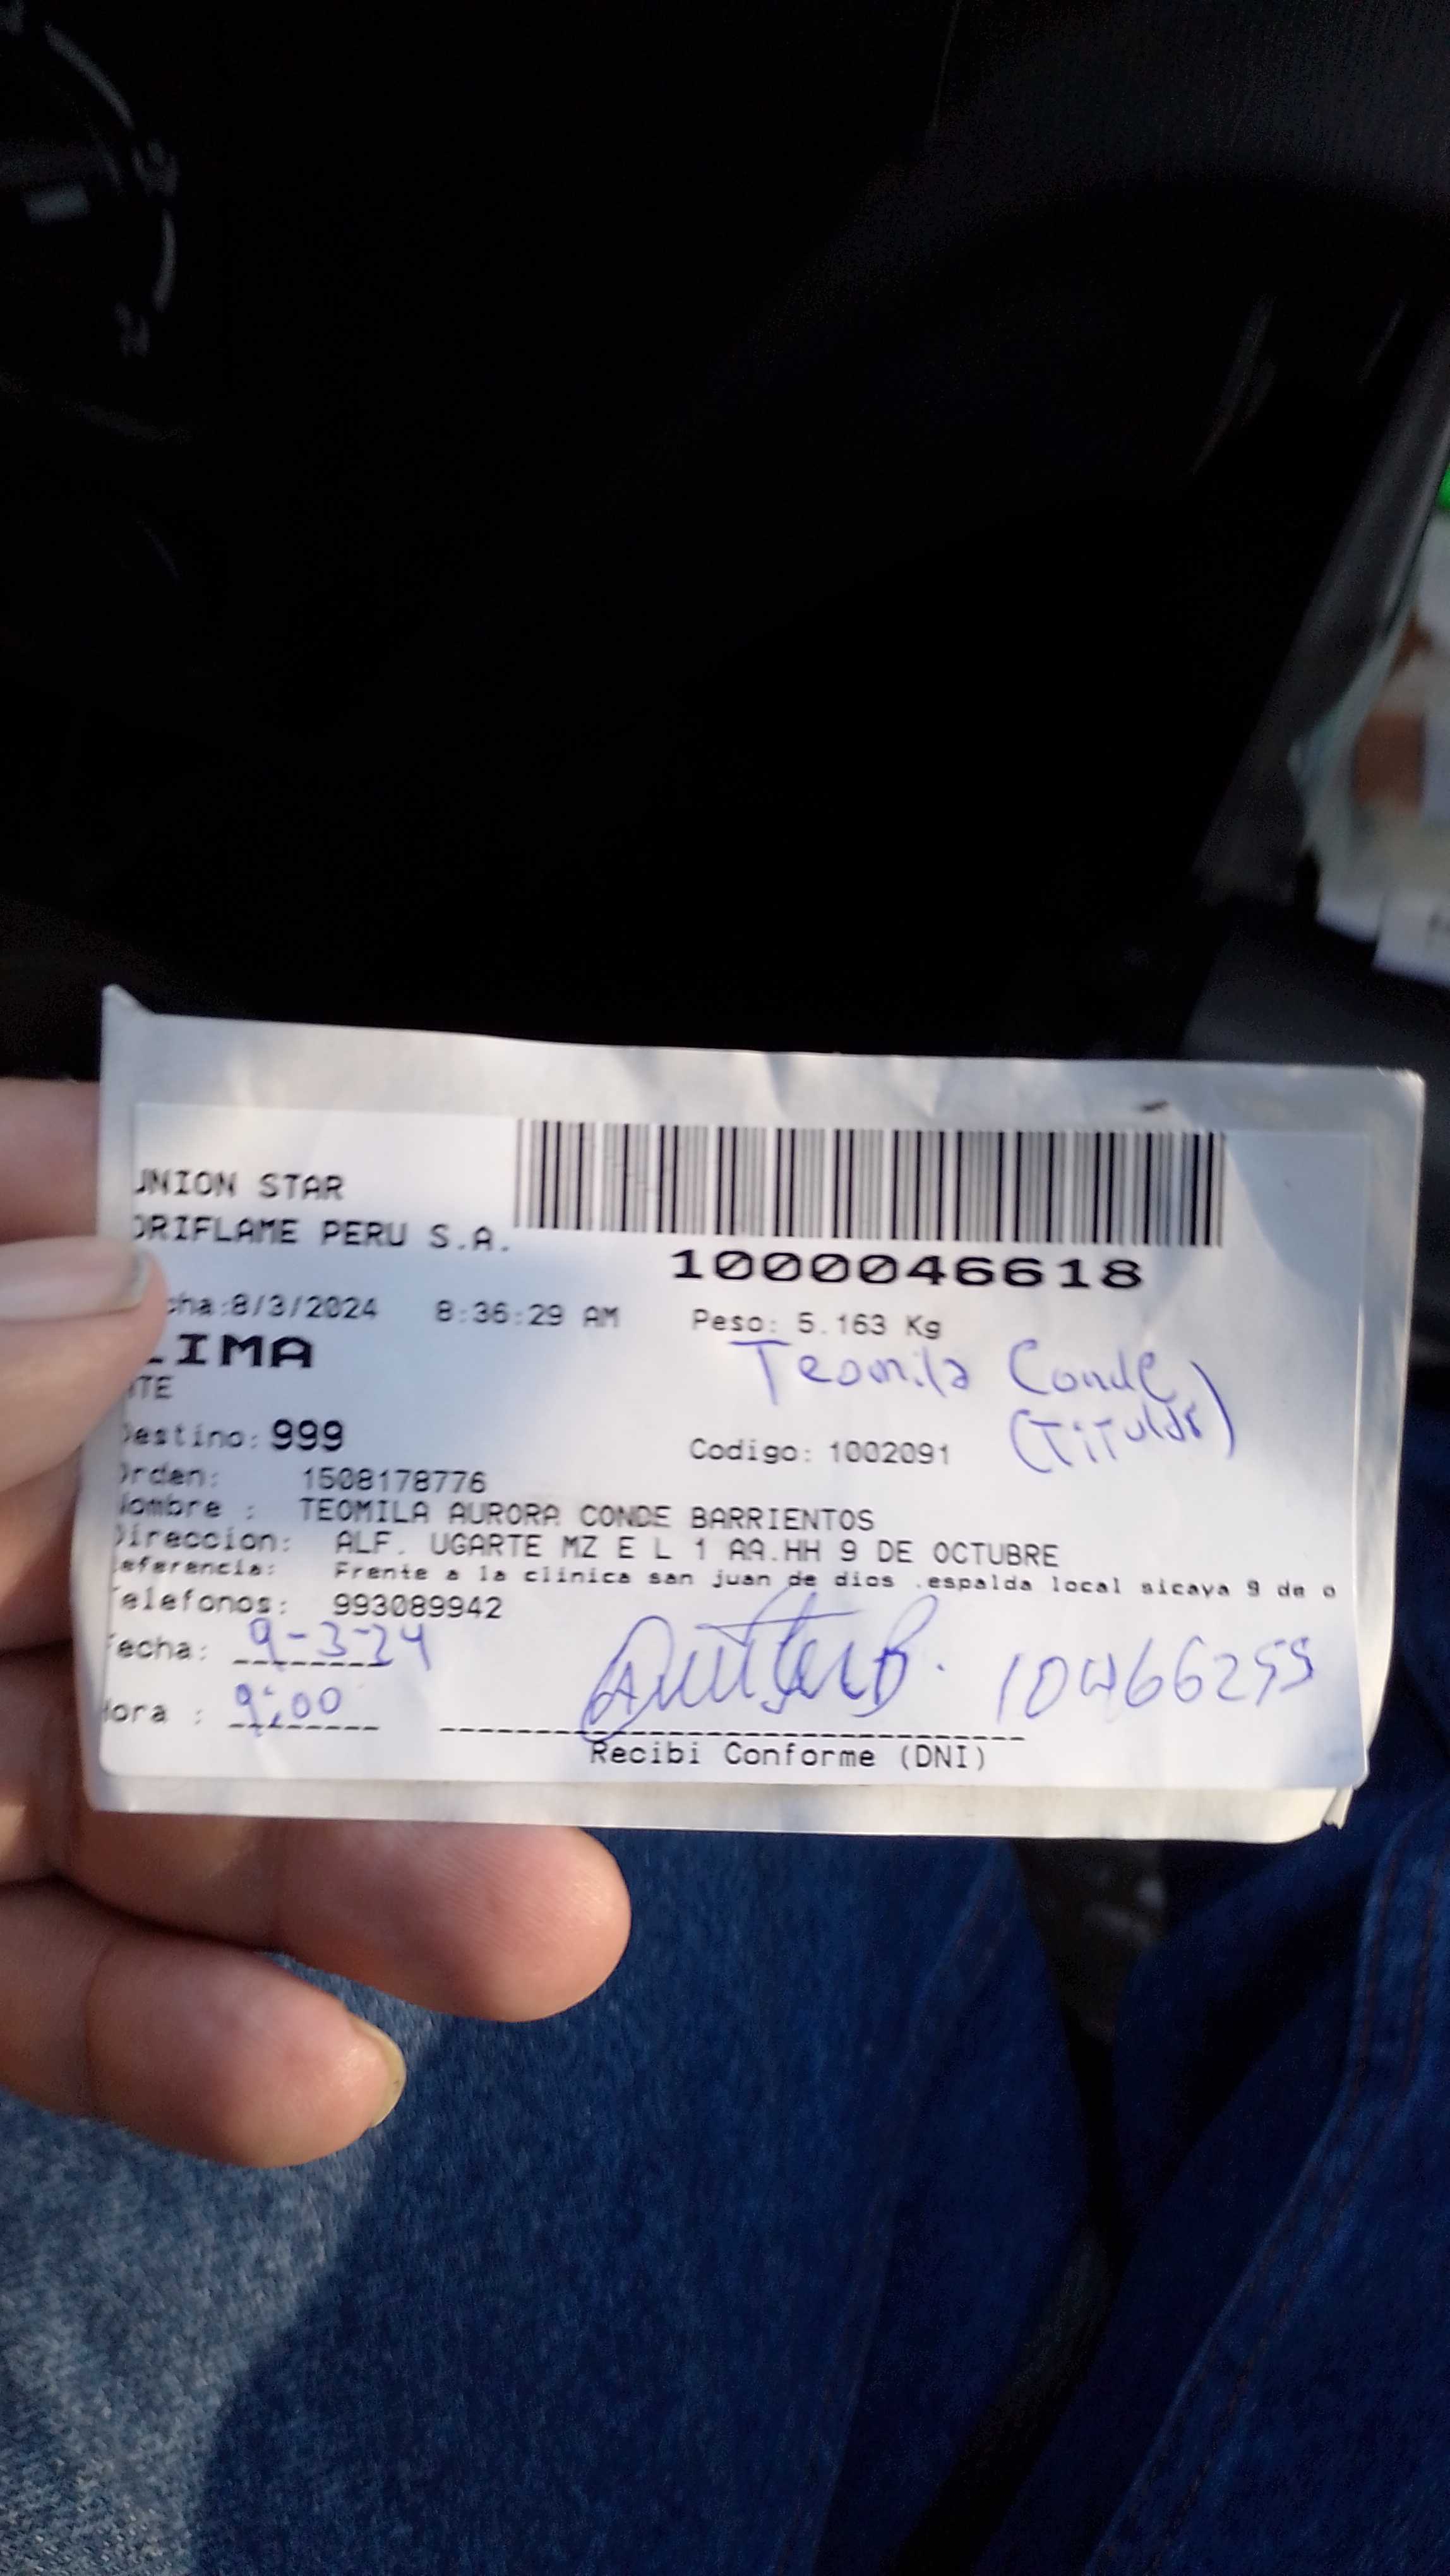 UNION STAR
ORIFLAME PERU S.A.
1000046618
cha:8/3/2024 8:36:29 AM Peso: 5.163 Kg
LIMA
Teomila Conde
(Titular)
ATE
Destino: 999 Codigo: 1002091
Orden: 1508178776
Nombre : TEOMILA AURORA CONDE BARRIENTOS
Direccion: ALF. UGARTE MZ E L 1 AA.HH 9 DE OCTUBRE
Referencia: Frente a la clinica san juan de dios .espalda local sicaya 9 de o
Telefonos: 993089942
Fecha: 9-3-24
Hora : 9:00
10466255
Recibi Conforme (DNI)